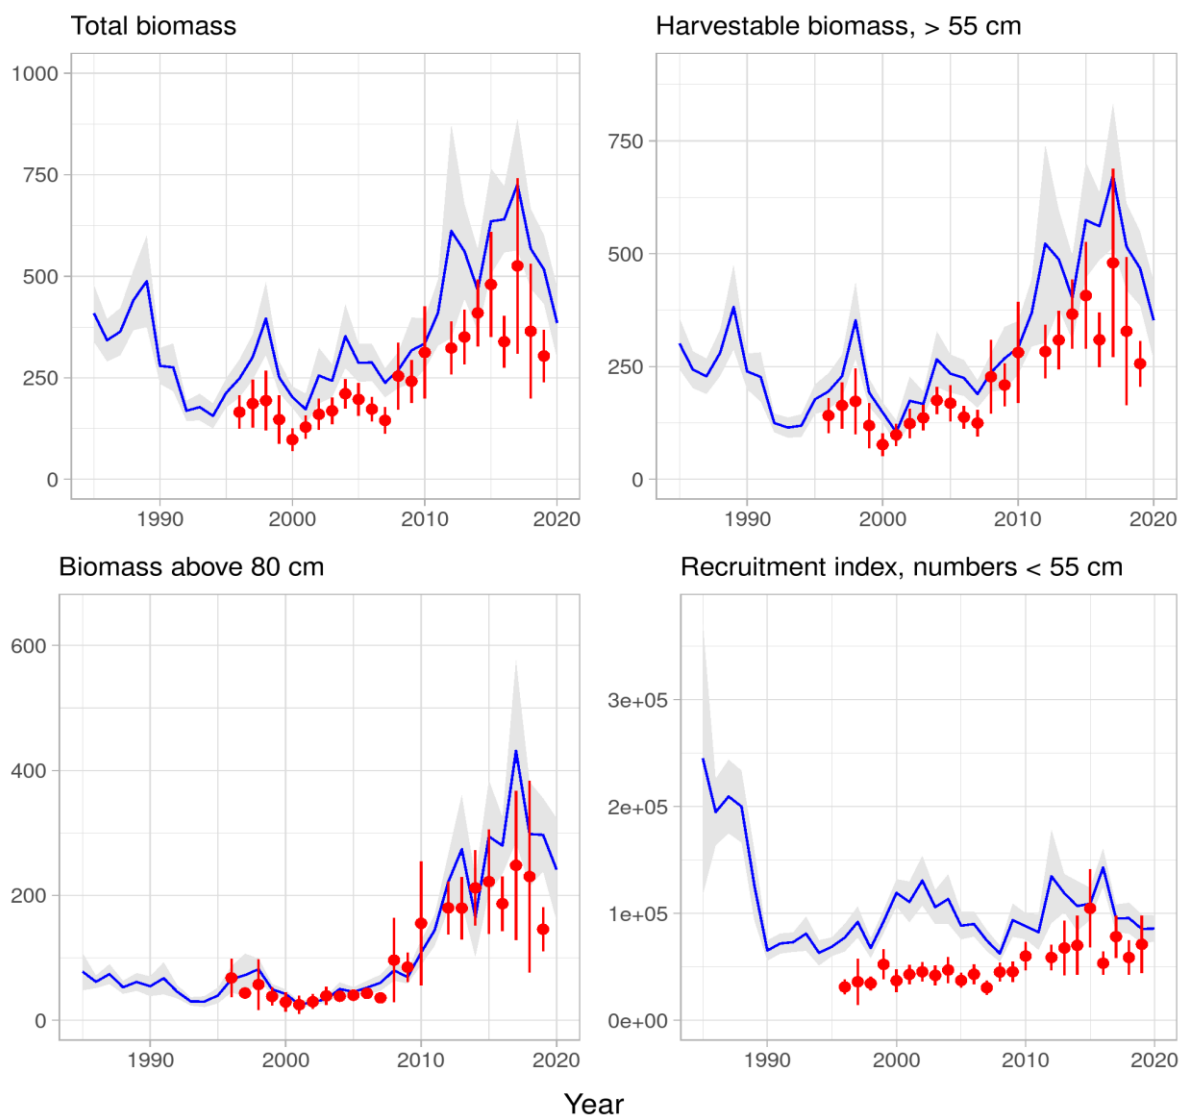 Total biomass
Harvestable biomass, > 55 cm
1000
750
500
250
0
750
500
250
0
1990 2000 2010 2020
1990 2000 2010 2020
Biomass above 80 cm
Recruitment index, numbers < 55 cm
600
400
200
0
3e+05
2e+05
1e+05
0e+00
1990 2000 2010 2020
1990 2000 2010 2020
Year